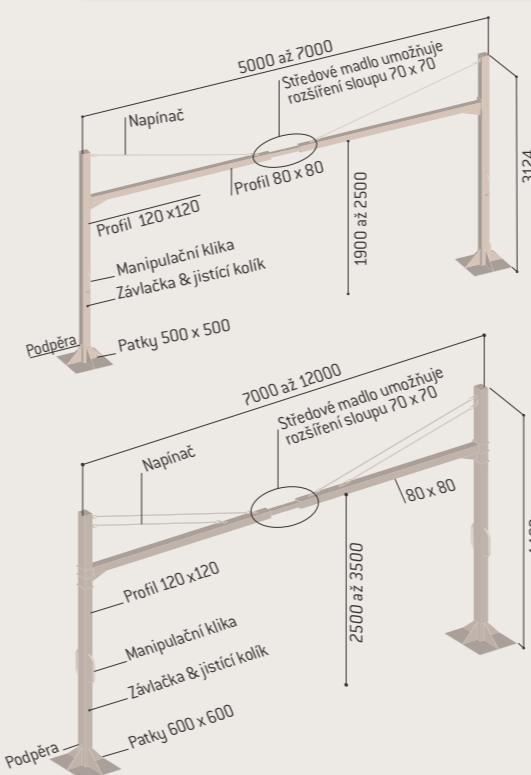 5000 až 7000
Středové madlo umožňuje
rozšíření sloupu 70 x 70
Napínač
Profil 80 x 80
Profil 120 x120
3124
1900 až 2500
Manipulační klika
Závlačka & jistící kolík
Podpěra
Patky 500 x 500
7000 až 12000
Středové madlo umožňuje
rozšíření sloupu 70 x 70
Napínač
80 x 80
Profil 120 x120
2500 až 3500
Manipulační klika
Závlačka & jistící kolík
Podpěra
Patky 600 x 600